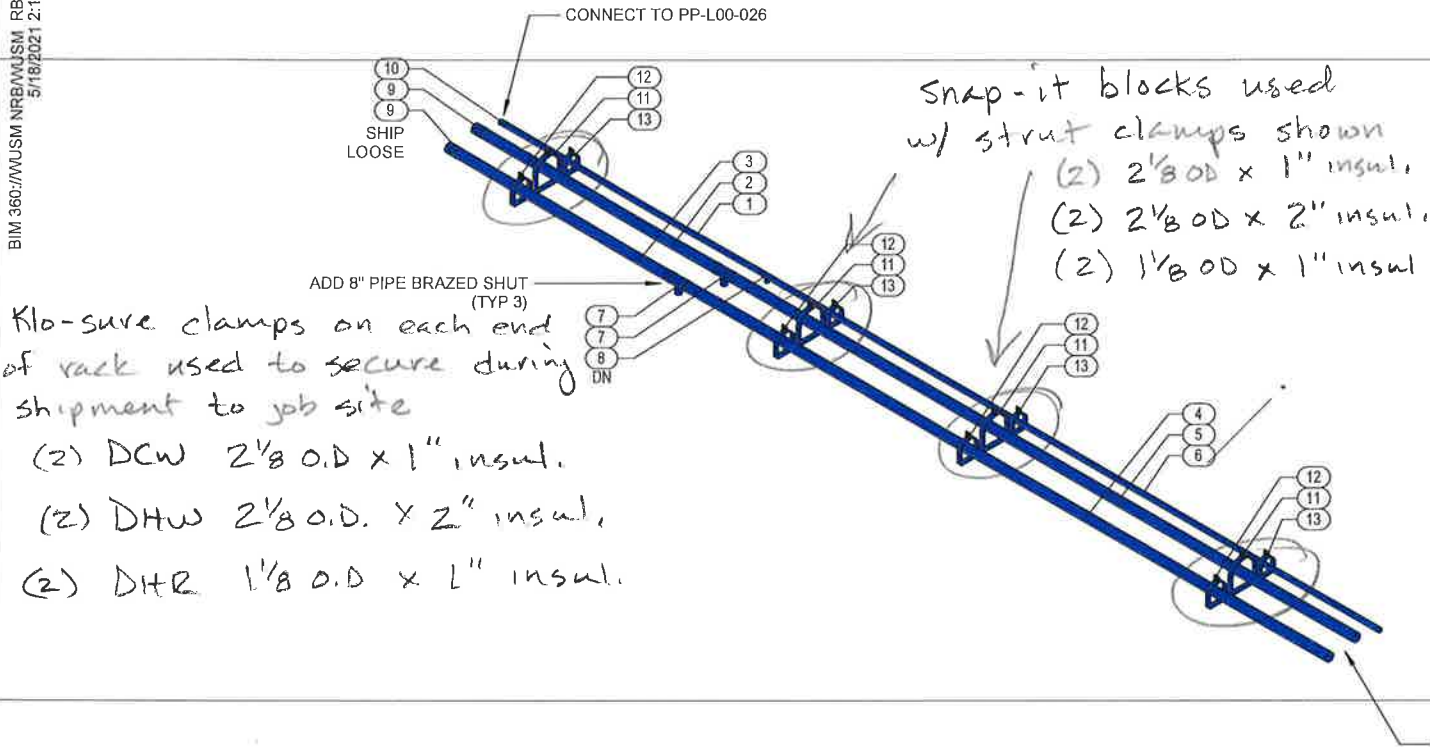 BIM 360://WUSM NRB/WUSM_RB
5/18/2021 2:1
CONNECT TO PP-L00-026
10
9
9
SHIP
LOOSE
12
11
13
Snap-it blocks used
w/ strut clamps shown
(2) 2 1/8 OD x 1" insul.
(2) 2 1/8 OD x 2" insul.
(2) 1 1/8 OD x 1" insul
3
2
1
12
11
13
ADD 8" PIPE BRAZED SHUT
(TYP 3)
7
7
8
DN
Klo-sure clamps on each end
of rack used to secure during
shipment to job site
(2) DCW 2 1/8 O.D x 1" insul.
(2) DHW 2 1/8 O.D. x 2" insul.
(2) DHR 1 1/8 O.D x 1" insul.
12
11
13
4
5
6
12
11
13